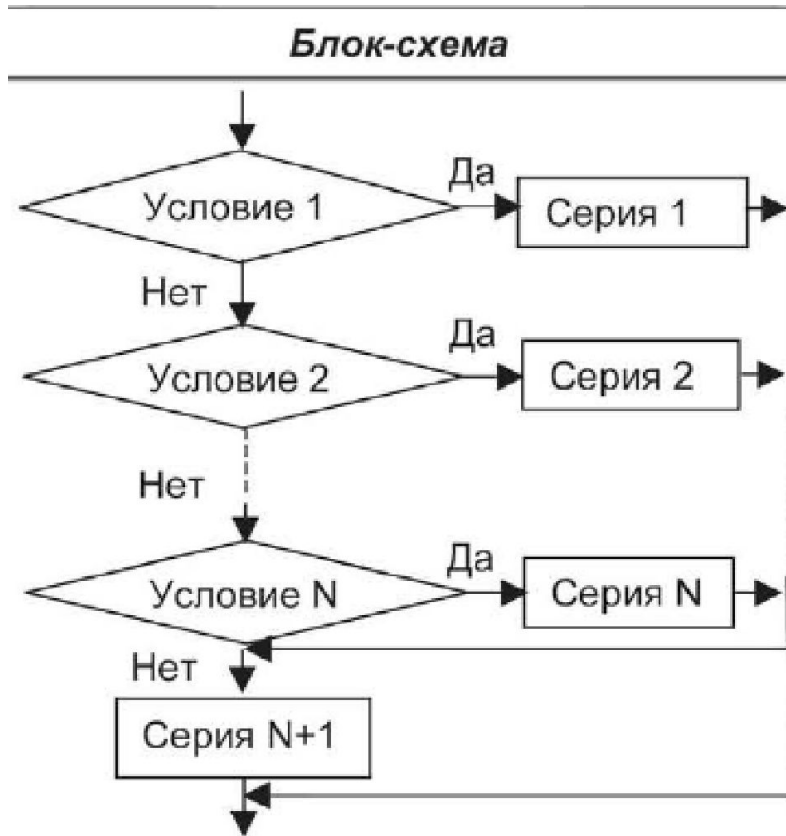 Блок-схема
Условие 1
Да
Серия 1
Нет
Условие 2
Да
Серия 2
Нет
Условие N
Да
Серия N
Нет
Серия N+1